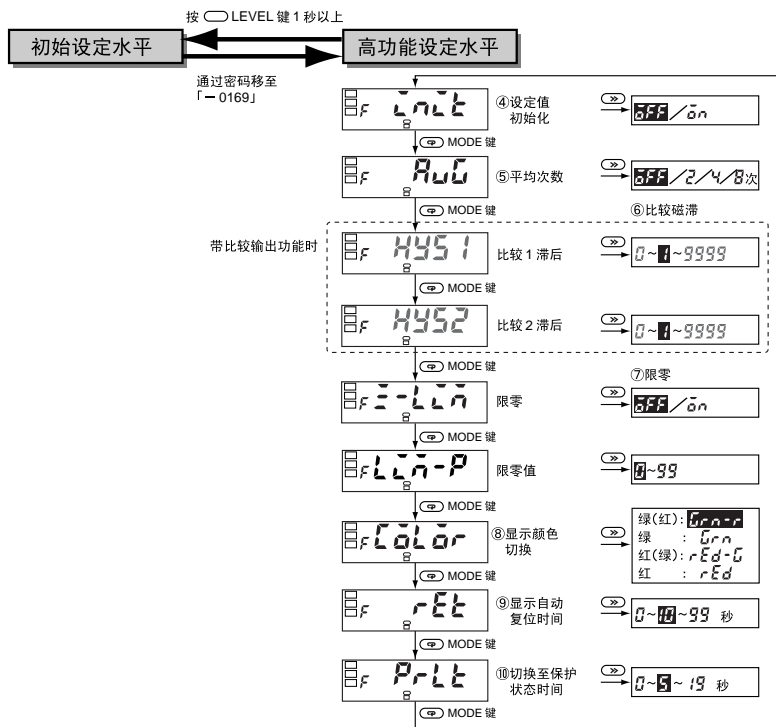 按 LEVEL 键 1 秒以上
初始设定水平
高功能设定水平
通过密码移至
「－0169」
F init
④设定值
初始化
oFF/on
MODE 键
F AvG
⑤平均次数
oFF/2/4/8次
MODE 键
⑥比较磁滞
带比较输出功能时
F HYS1
比较 1 滞后
0~1~9999
MODE 键
F HYS2
比较 2 滞后
0~1~9999
MODE 键
⑦限零
F Z-Lim
限零
oFF/on
MODE 键
F Lim-P
限零值
0~99
MODE 键
F CoLor
⑧显示颜色
切换
绿(红): Grn-r
绿 : Grn
红(绿): rEd-G
红 : rEd
MODE 键
F rEt
⑨显示自动
复位时间
0~10~99 秒
MODE 键
F PrLt
⑩切换至保护
状态时间
0~5~19 秒
MODE 键